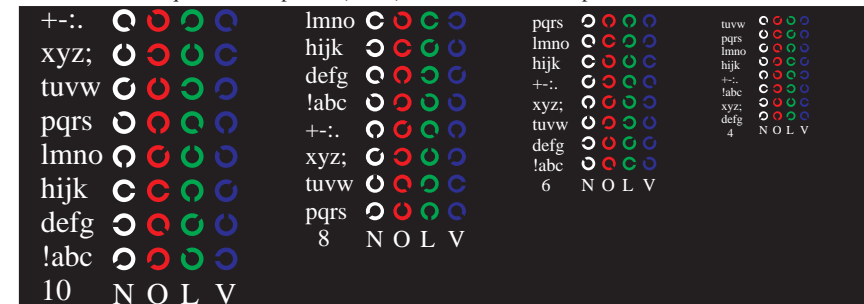 +-:.
xyz;
tuvw
pqrs
lmno
hijk
defg
!abc
10 N O L V
lmno
hijk
defg
!abc
+-:.
xyz;
tuvw
pqrs
8 N O L V
pqrs
lmno
hijk
+-:.
xyz;
tuvw
defg
!abc
6 N O L V
tuvw
pqrs
lmno
hijk
+-:.
!abc
xyz;
defg
4 N O L V